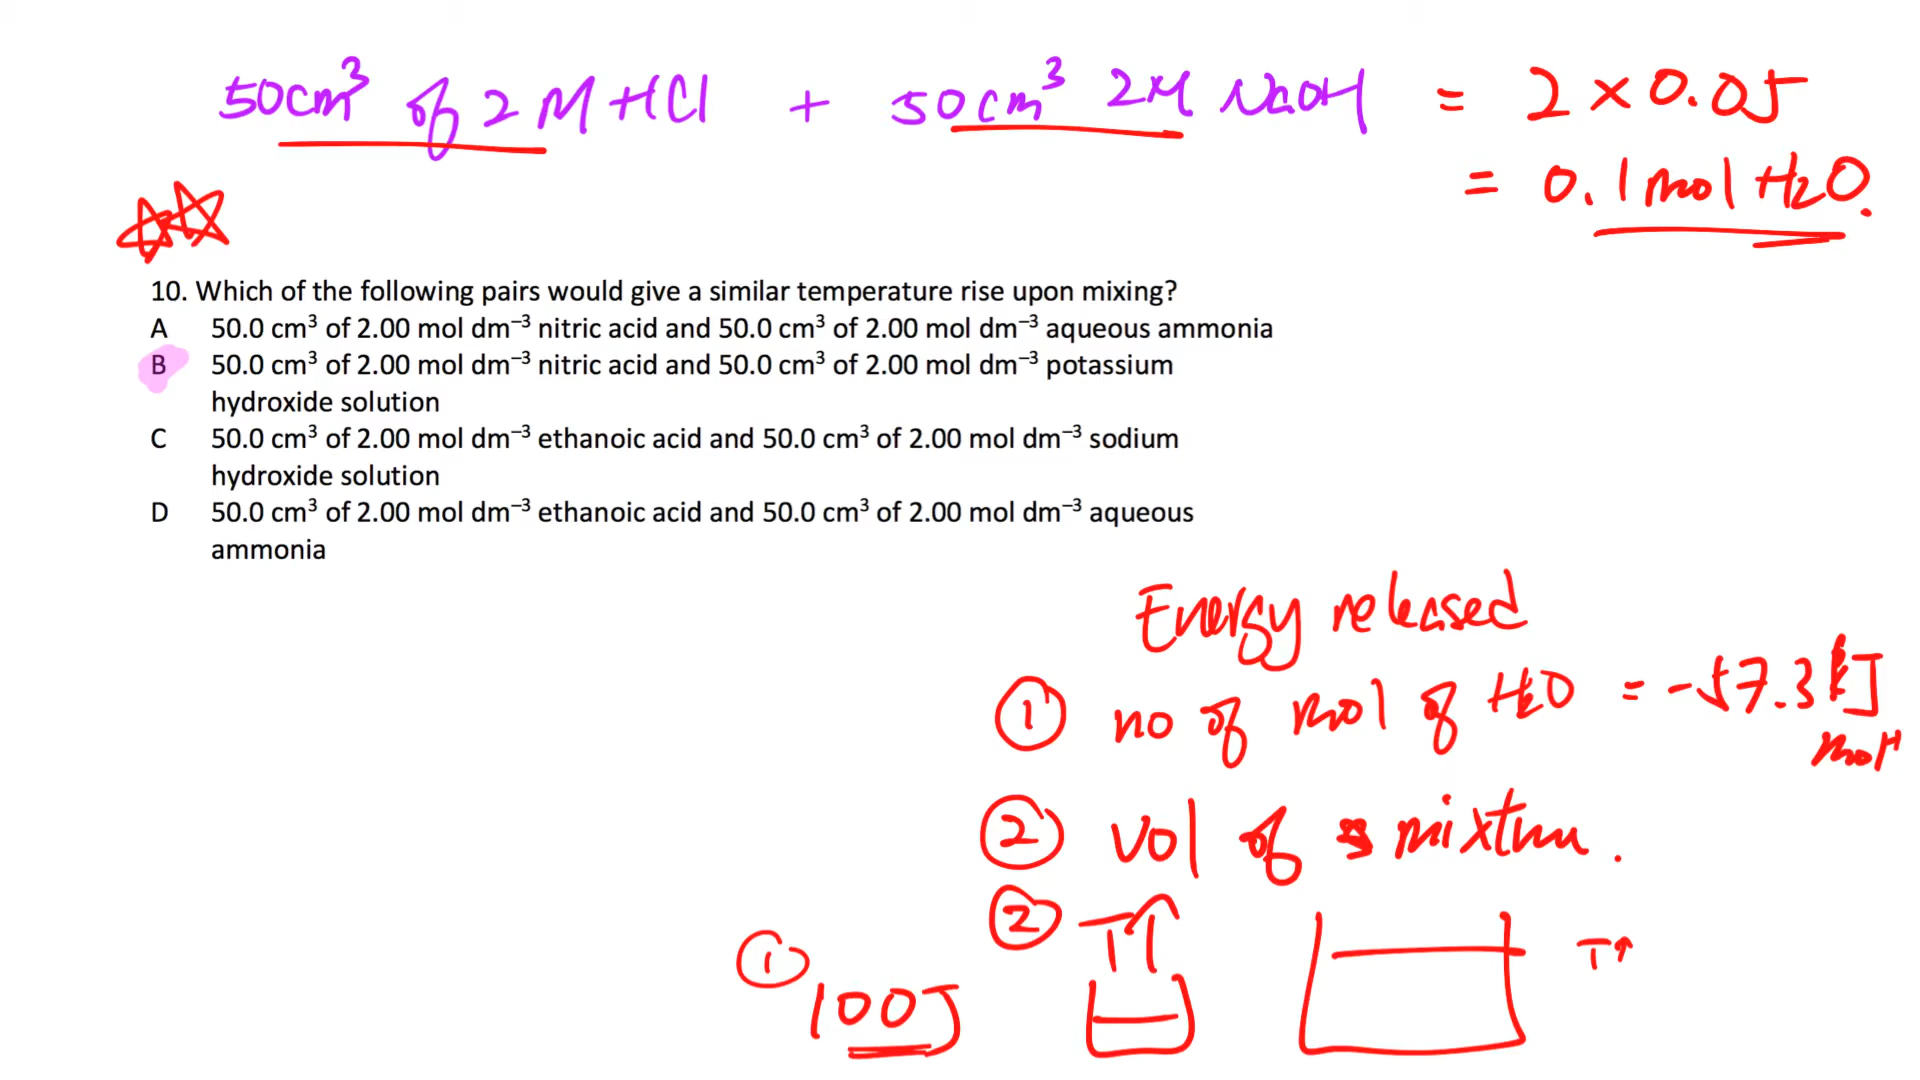 50cm³ of 2M HCl + 50cm³ 2M NaOH = 2 × 0.05
= 0.1 mol H₂O.
10. Which of the following pairs would give a similar temperature rise upon mixing?
A 50.0 cm³ of 2.00 mol dm⁻³ nitric acid and 50.0 cm³ of 2.00 mol dm⁻³ aqueous ammonia
B 50.0 cm³ of 2.00 mol dm⁻³ nitric acid and 50.0 cm³ of 2.00 mol dm⁻³ potassium
hydroxide solution
C 50.0 cm³ of 2.00 mol dm⁻³ ethanoic acid and 50.0 cm³ of 2.00 mol dm⁻³ sodium
hydroxide solution
D 50.0 cm³ of 2.00 mol dm⁻³ ethanoic acid and 50.0 cm³ of 2.00 mol dm⁻³ aqueous
ammonia
Energy released
① no of mol of H₂O = -57.3 kJ
mol⁻¹
② vol of mixture.
② T↑ T↑
① 100J